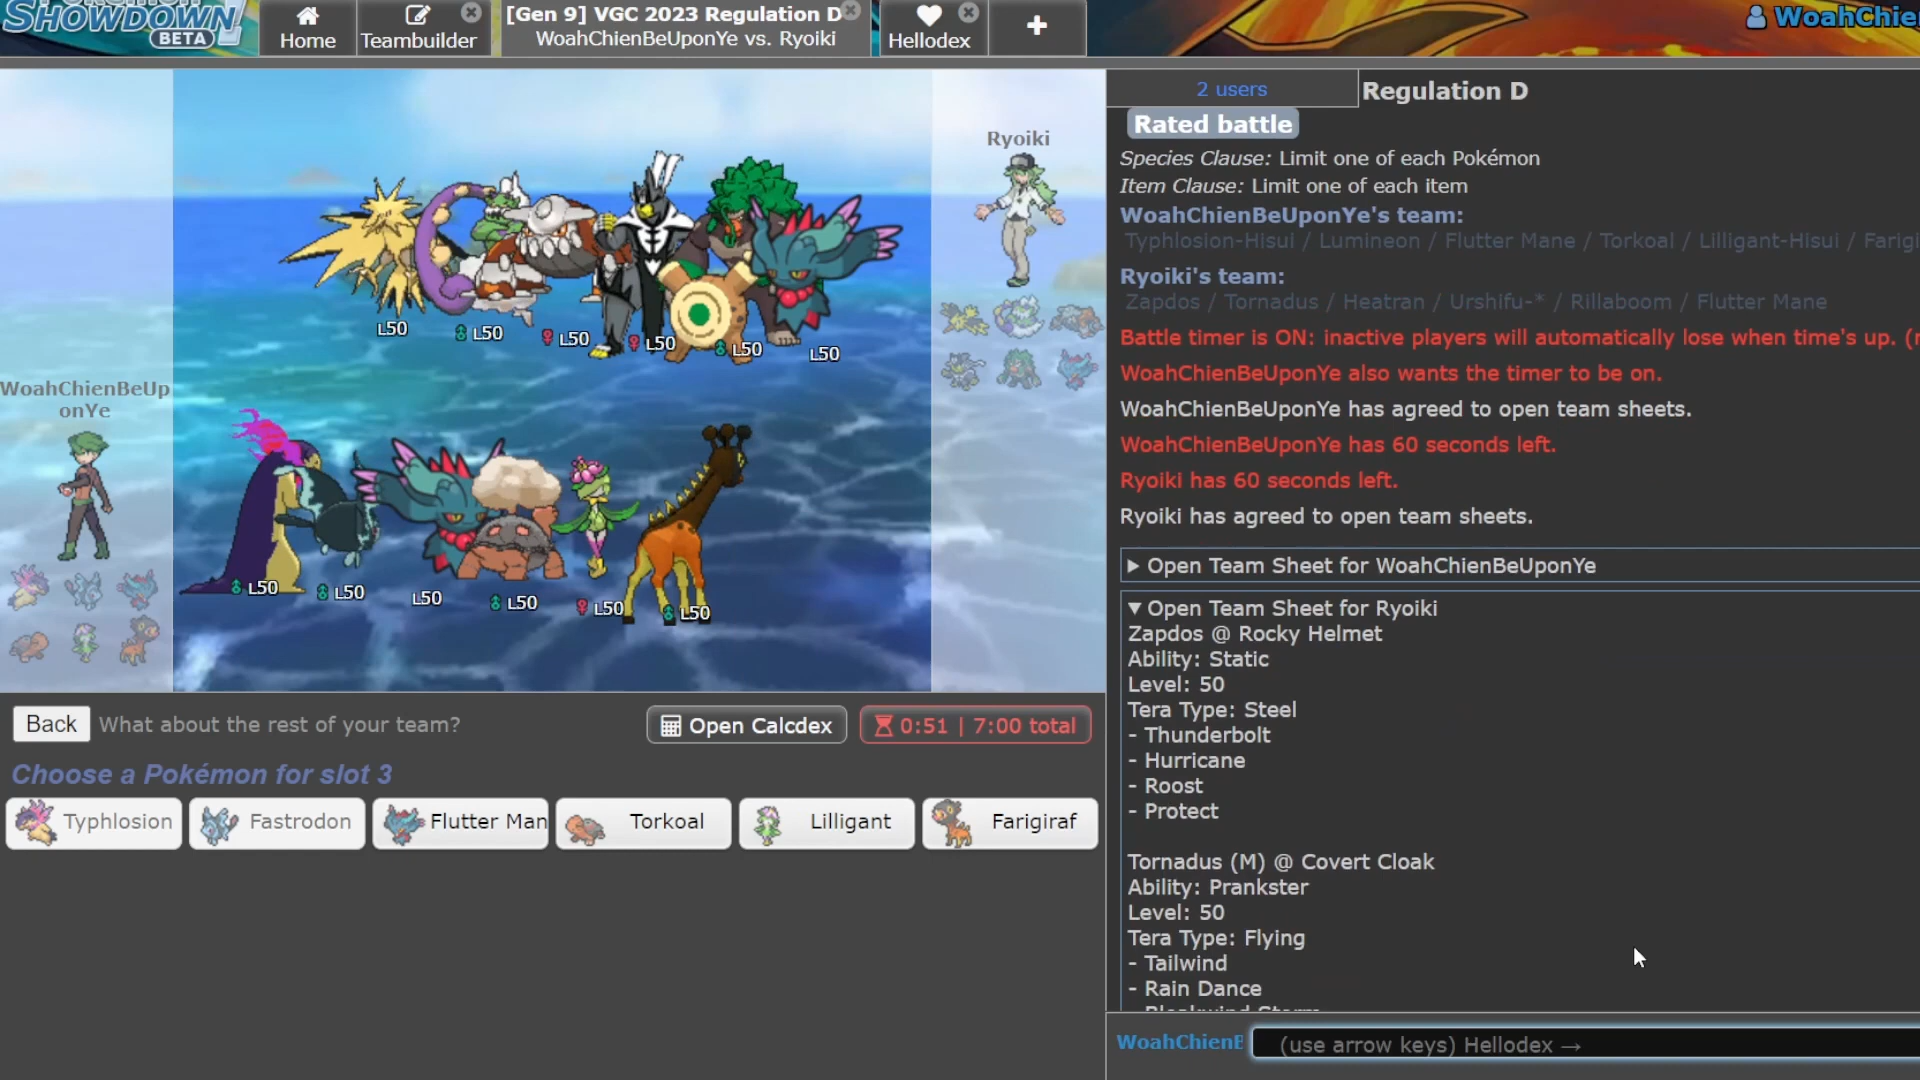 SHOWDOWN
BETA
Home
Teambuilder
[Gen 9] VGC 2023 Regulation D
WoahChienBeUponYe vs. Ryoiki
Hellodex
+
WoahChie
2 users
Regulation D
Rated battle
Species Clause: Limit one of each Pokémon
Item Clause: Limit one of each item
WoahChienBeUponYe's team:
Typhlosion-Hisui / Lumineon / Flutter Mane / Torkoal / Lilligant-Hisui / Farigi
Ryoiki's team:
Zapdos / Tornadus / Heatran / Urshifu-* / Rillaboom / Flutter Mane
Battle timer is ON: inactive players will automatically lose when time's up. (r
WoahChienBeUponYe also wants the timer to be on.
WoahChienBeUponYe has agreed to open team sheets.
WoahChienBeUponYe has 60 seconds left.
Ryoiki has 60 seconds left.
Ryoiki has agreed to open team sheets.
▶ Open Team Sheet for WoahChienBeUponYe
▼ Open Team Sheet for Ryoiki
Zapdos @ Rocky Helmet
Ability: Static
Level: 50
Tera Type: Steel
- Thunderbolt
- Hurricane
- Roost
- Protect
Tornadus (M) @ Covert Cloak
Ability: Prankster
Level: 50
Tera Type: Flying
- Tailwind
- Rain Dance
- Bleakwind Storm
WoahChienB
(use arrow keys) Hellodex →
Ryoiki
L50
L50
L50
L50
L50
L50
WoahChienBeUp
onYe
L50
L50
L50
L50
L50
L50
Back
What about the rest of your team?
Open Calcdex
0:51 | 7:00 total
Choose a Pokémon for slot 3
Typhlosion
Fastrodon
Flutter Man
Torkoal
Lilligant
Farigiraf